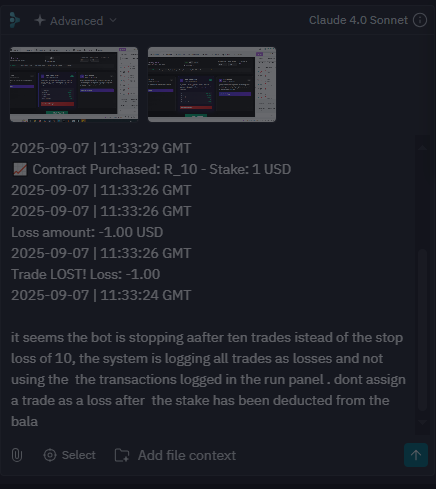 Advanced
Claude 4.0 Sonnet
2025-09-07 | 11:33:29 GMT
📈 Contract Purchased: R_10 - Stake: 1 USD
2025-09-07 | 11:33:26 GMT
2025-09-07 | 11:33:26 GMT
Loss amount: -1.00 USD
2025-09-07 | 11:33:26 GMT
Trade LOST! Loss: -1.00
2025-09-07 | 11:33:24 GMT
it seems the bot is stopping aafter ten trades istead of the stop
loss of 10, the system is logging all trades as losses and not
using the  the transactions logged in the run panel . dont assign
a trade as a loss after  the stake has been deducted from the
bala
Select
Add file context